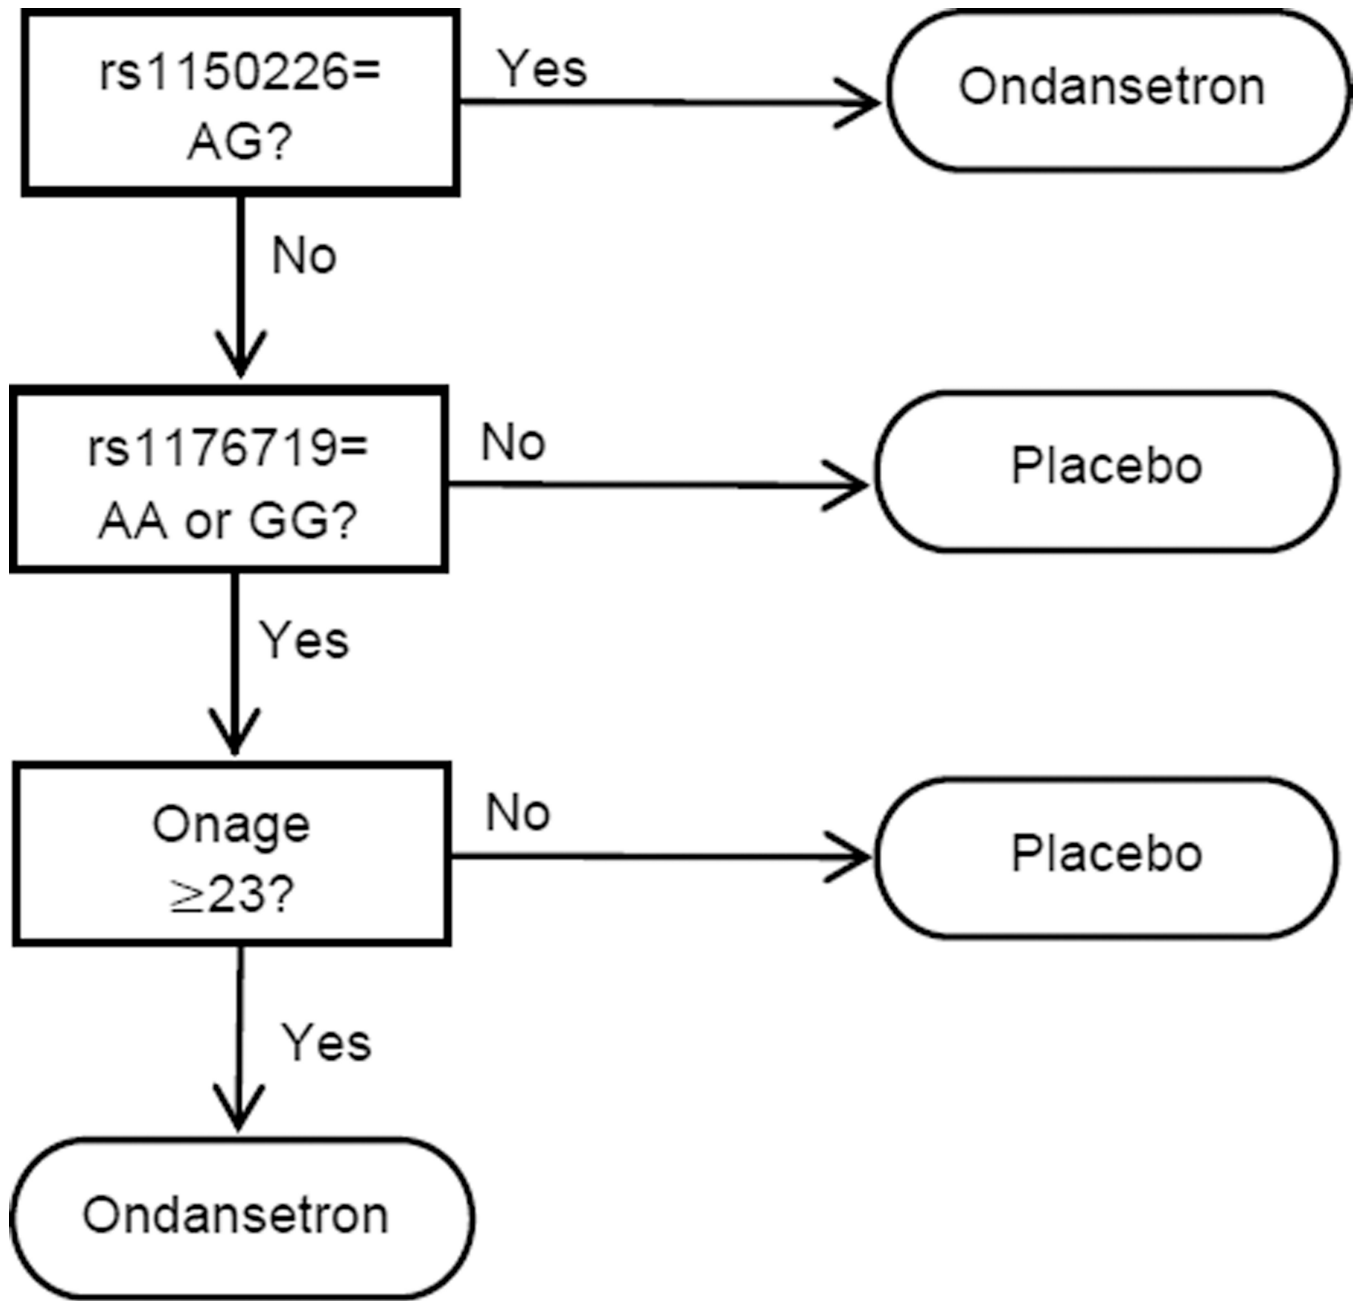 rs1150226=
AG?
Yes
Ondansetron
No
rs1176719=
AA or GG?
No
Placebo
Yes
Onage
≥23?
No
Placebo
Yes
Ondansetron